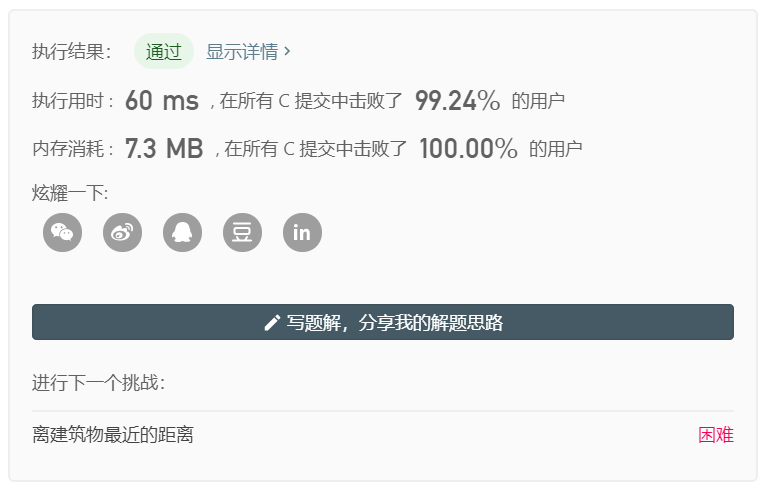 执行结果： 通过 显示详情 ›
执行用时 : 60 ms , 在所有 C 提交中击败了 99.24% 的用户
内存消耗 : 7.3 MB , 在所有 C 提交中击败了 100.00% 的用户
炫耀一下:
豆 in
写题解，分享我的解题思路
进行下一个挑战：
离建筑物最近的距离 困难